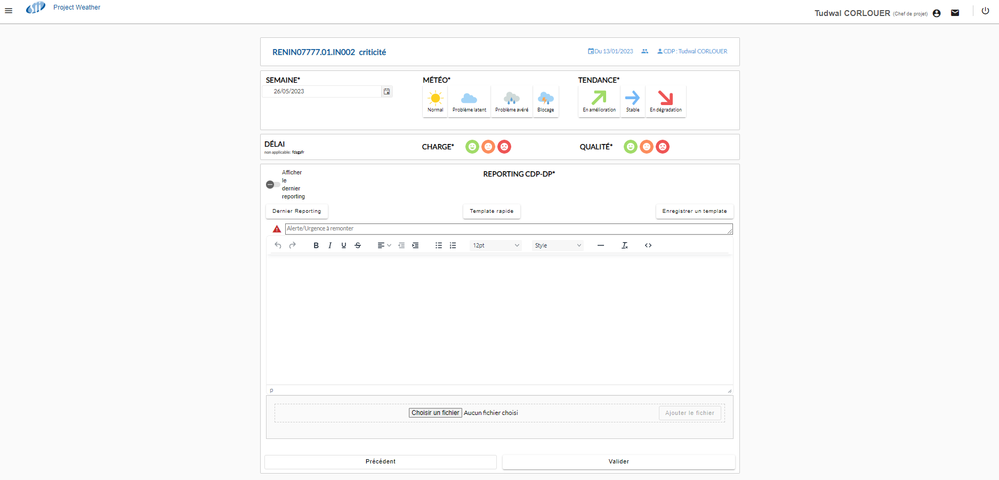 SII
Project Weather
Tudwal CORLOUER (Chef de projet)
RENIN07777.01.IN002 criticité
Du 13/01/2023 CDP : Tudwal CORLOUER
SEMAINE* MÉTÉO* TENDANCE*
26/05/2023
Normal Problème latent Problème avéré Blocage En amélioration Stable En dégradation
DÉLAI
non applicable: fdsgsfr
CHARGE* QUALITÉ*
Afficher
le
dernier
reporting
REPORTING CDP-DP*
Dernier Reporting Template rapide Enregistrer un template
Alerte/Urgence à remonter
B I U S 12pt Style
p
Choisir un fichier Aucun fichier choisi Ajouter le fichier
Précédent Valider